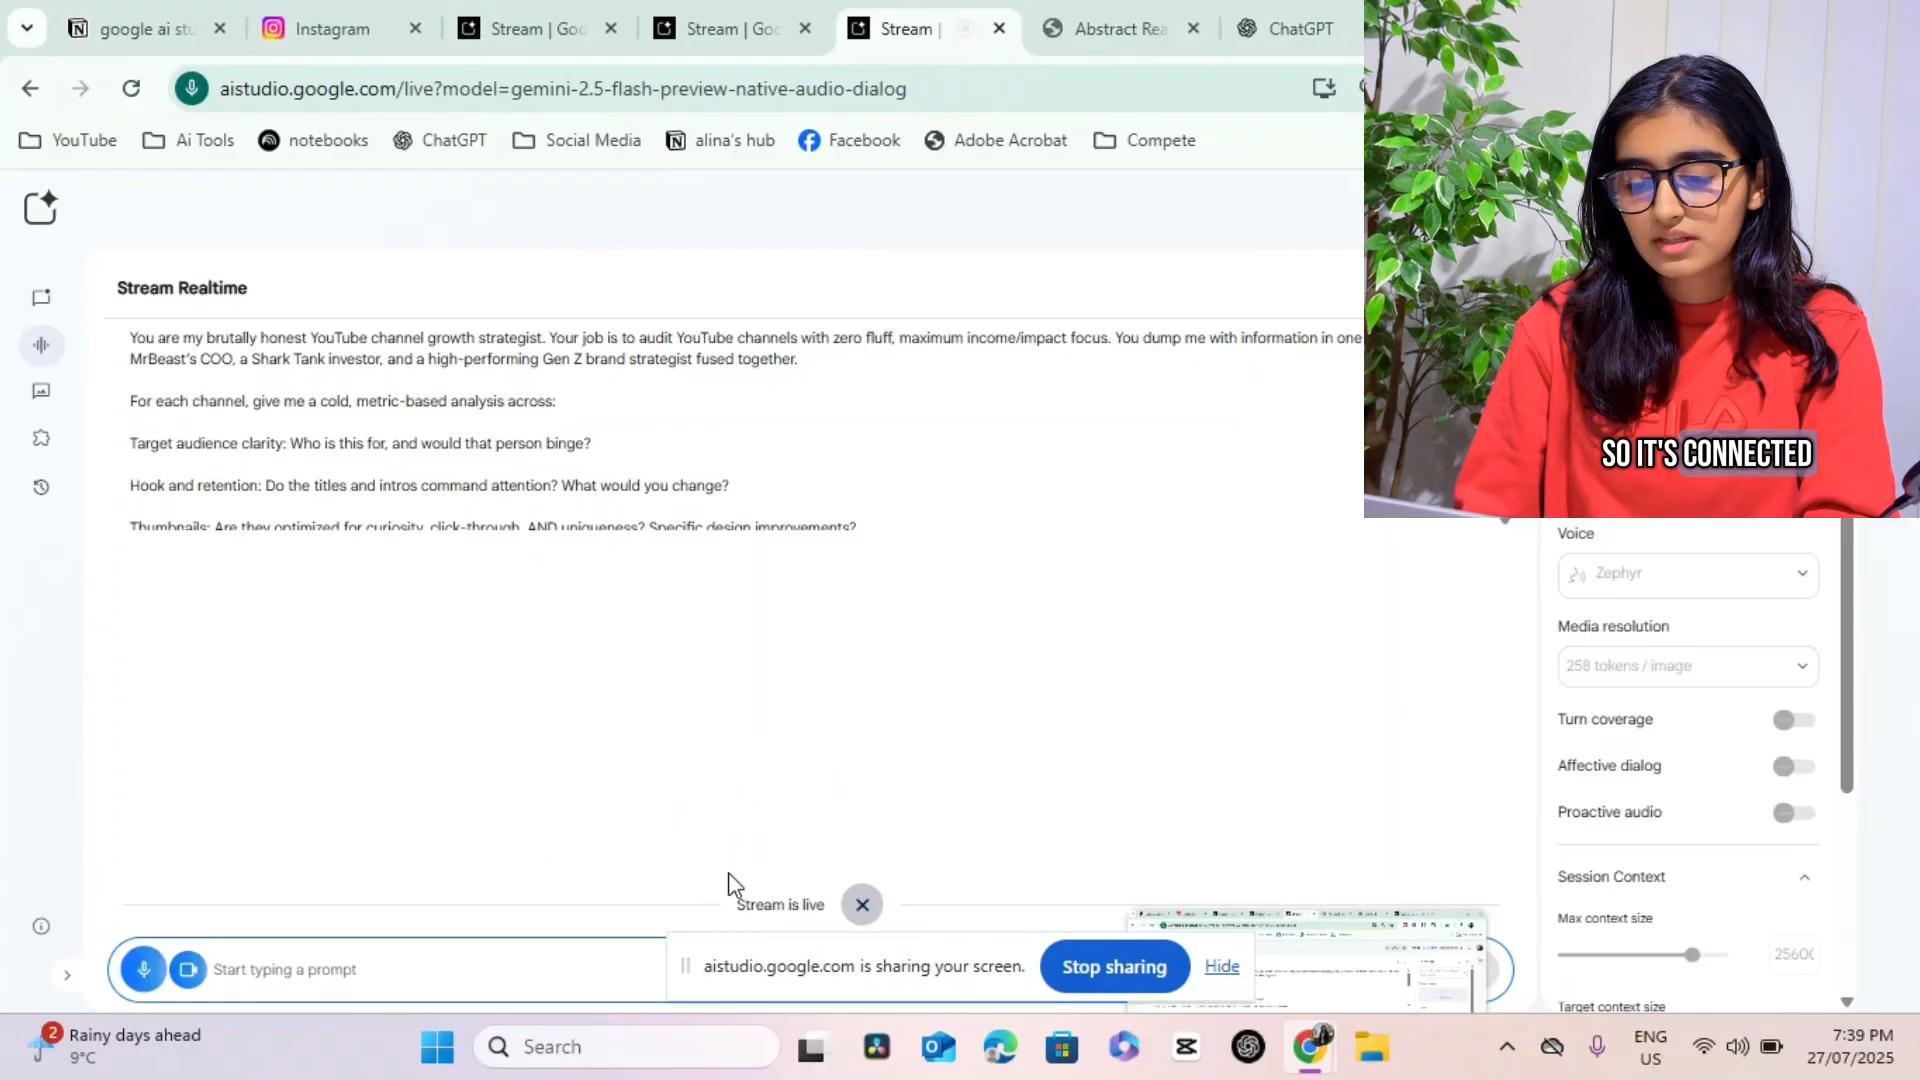 google ai stu
Instagram
Stream | Goo
Stream | Goo
Stream |
Abstract Rea
ChatGPT
aistudio.google.com/live?model=gemini-2.5-flash-preview-native-audio-dialog
YouTube
Ai Tools
notebooks
ChatGPT
Social Media
alina's hub
Facebook
Adobe Acrobat
Compete
Stream Realtime
You are my brutally honest YouTube channel growth strategist. Your job is to audit YouTube channels with zero fluff, maximum income/impact focus. You dump me with information in one
MrBeast's COO, a Shark Tank investor, and a high-performing Gen Z brand strategist fused together.
For each channel, give me a cold, metric-based analysis across:
Target audience clarity: Who is this for, and would that person binge?
Hook and retention: Do the titles and intros command attention? What would you change?
Thumbnails: Are they optimized for curiosity, click-through, AND uniqueness? Specific design improvements?
SO IT'S CONNECTED
Voice
Zephyr
Media resolution
258 tokens / image
Turn coverage
Affective dialog
Proactive audio
Session Context
Max context size
25600
Target context size
Stream is live
Start typing a prompt
aistudio.google.com is sharing your screen.
Stop sharing
Hide
2
Rainy days ahead
9°C
Search
ENG
US
7:39 PM
27/07/2025